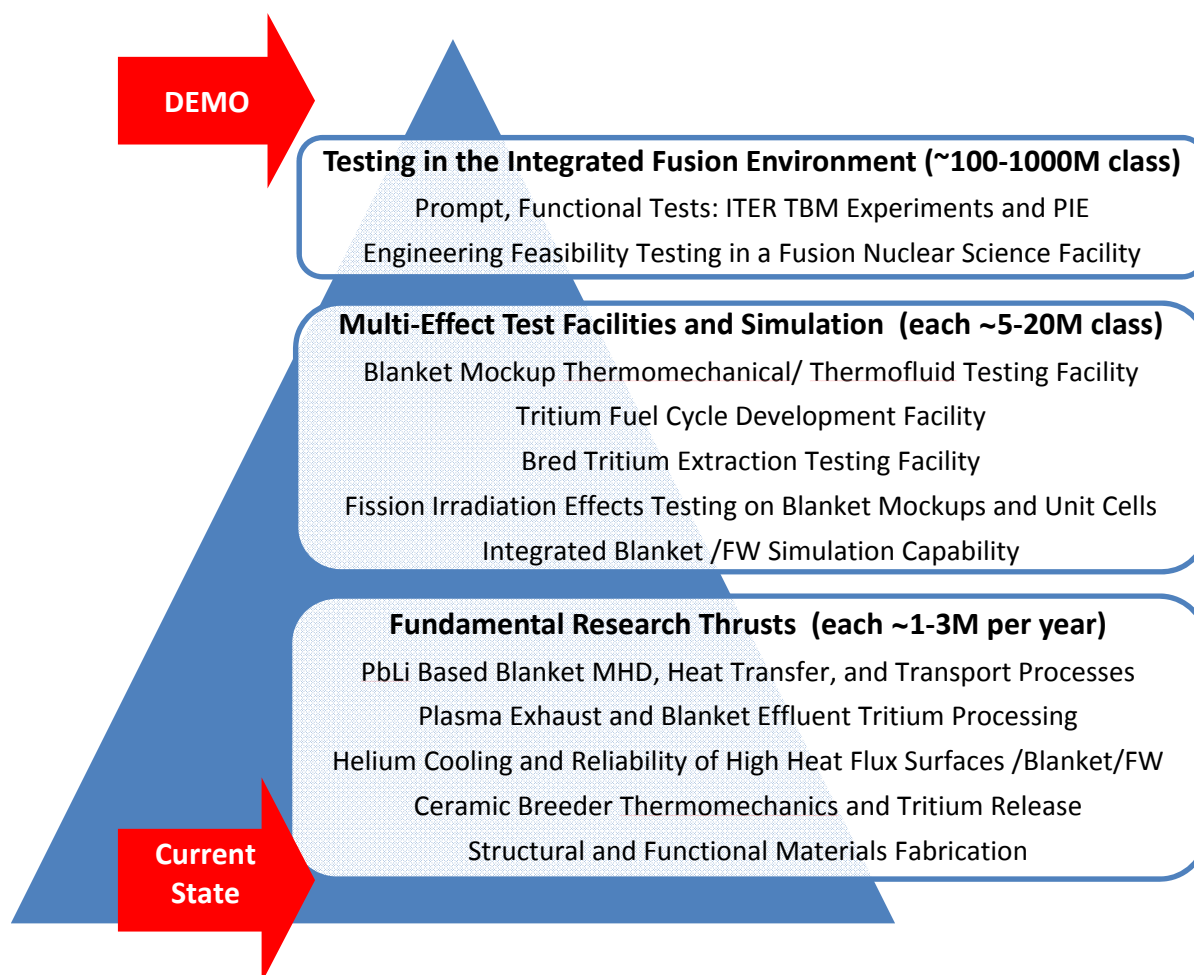 DEMO
Testing in the Integrated Fusion Environment (~100-1000M class)
Prompt, Functional Tests: ITER TBM Experiments and PIE
Engineering Feasibility Testing in a Fusion Nuclear Science Facility
Multi-Effect Test Facilities and Simulation (each ~5-20M class)
Blanket Mockup Thermomechanical/ Thermofluid Testing Facility
Tritium Fuel Cycle Development Facility
Bred Tritium Extraction Testing Facility
Fission Irradiation Effects Testing on Blanket Mockups and Unit Cells
Integrated Blanket /FW Simulation Capability
Fundamental Research Thrusts (each ~1-3M per year)
PbLi Based Blanket MHD, Heat Transfer, and Transport Processes
Plasma Exhaust and Blanket Effluent Tritium Processing
Helium Cooling and Reliability of High Heat Flux Surfaces /Blanket/FW
Ceramic Breeder Thermomechanics and Tritium Release
Structural and Functional Materials Fabrication
Current
State